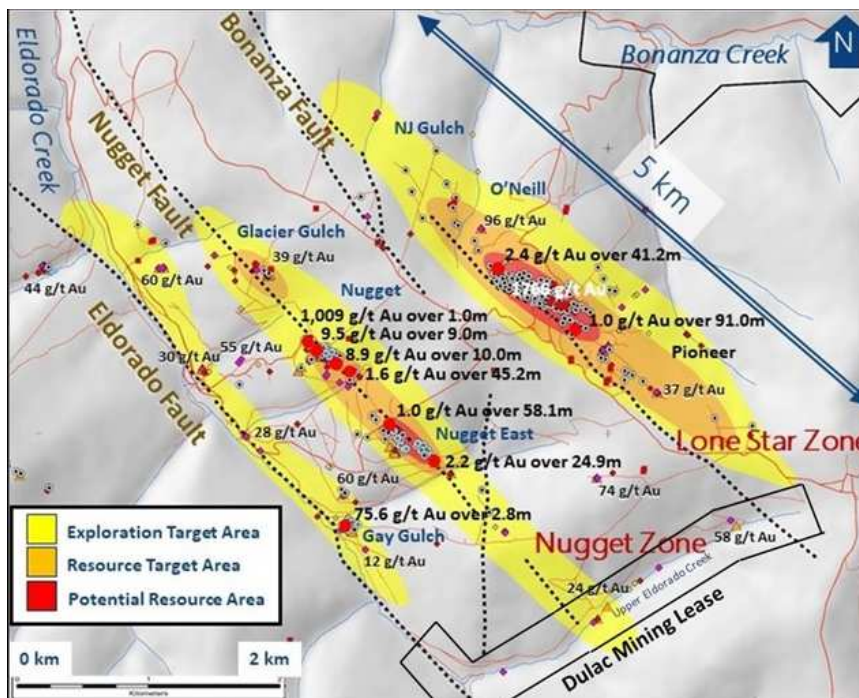 Bonanza Creek
N
Eldorado Creek
Bonanza Fault
Nugget Fault
NJ Gulch
5 km
O'Neill
96 g/t Au
Glacier Gulch
39 g/t Au
2.4 g/t Au over 41.2m
44 g/t Au
60 g/t Au
Nugget
1766 g/t Au
1,009 g/t Au over 1.0m
1.0 g/t Au over 91.0m
9.5 g/t Au over 9.0m
Eldorado Fault
55 g/t Au
8.9 g/t Au over 10.0m
Pioneer
30 g/t Au
1.6 g/t Au over 45.2m
37 g/t Au
1.0 g/t Au over 58.1m
28 g/t Au
Nugget East
Lone Star Zone
2.2 g/t Au over 24.9m
60 g/t Au
74 g/t Au
75.6 g/t Au over 2.8m
Gay Gulch
Nugget Zone
58 g/t Au
12 g/t Au
24 g/t Au
Upper Eldorado Creek
Dulac Mining Lease
Exploration Target Area
Resource Target Area
Potential Resource Area
0 km
2 km
0 1 2
Kilometers